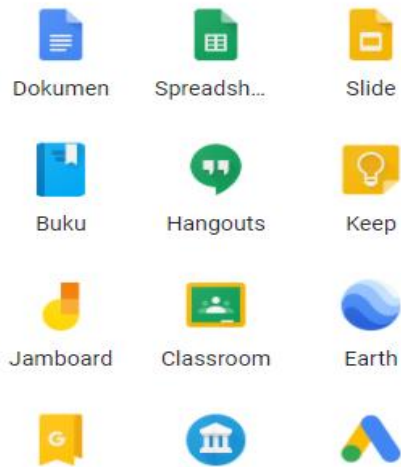 Dokumen Spreadsh... Slide
Buku Hangouts Keep
Jamboard Classroom Earth
G